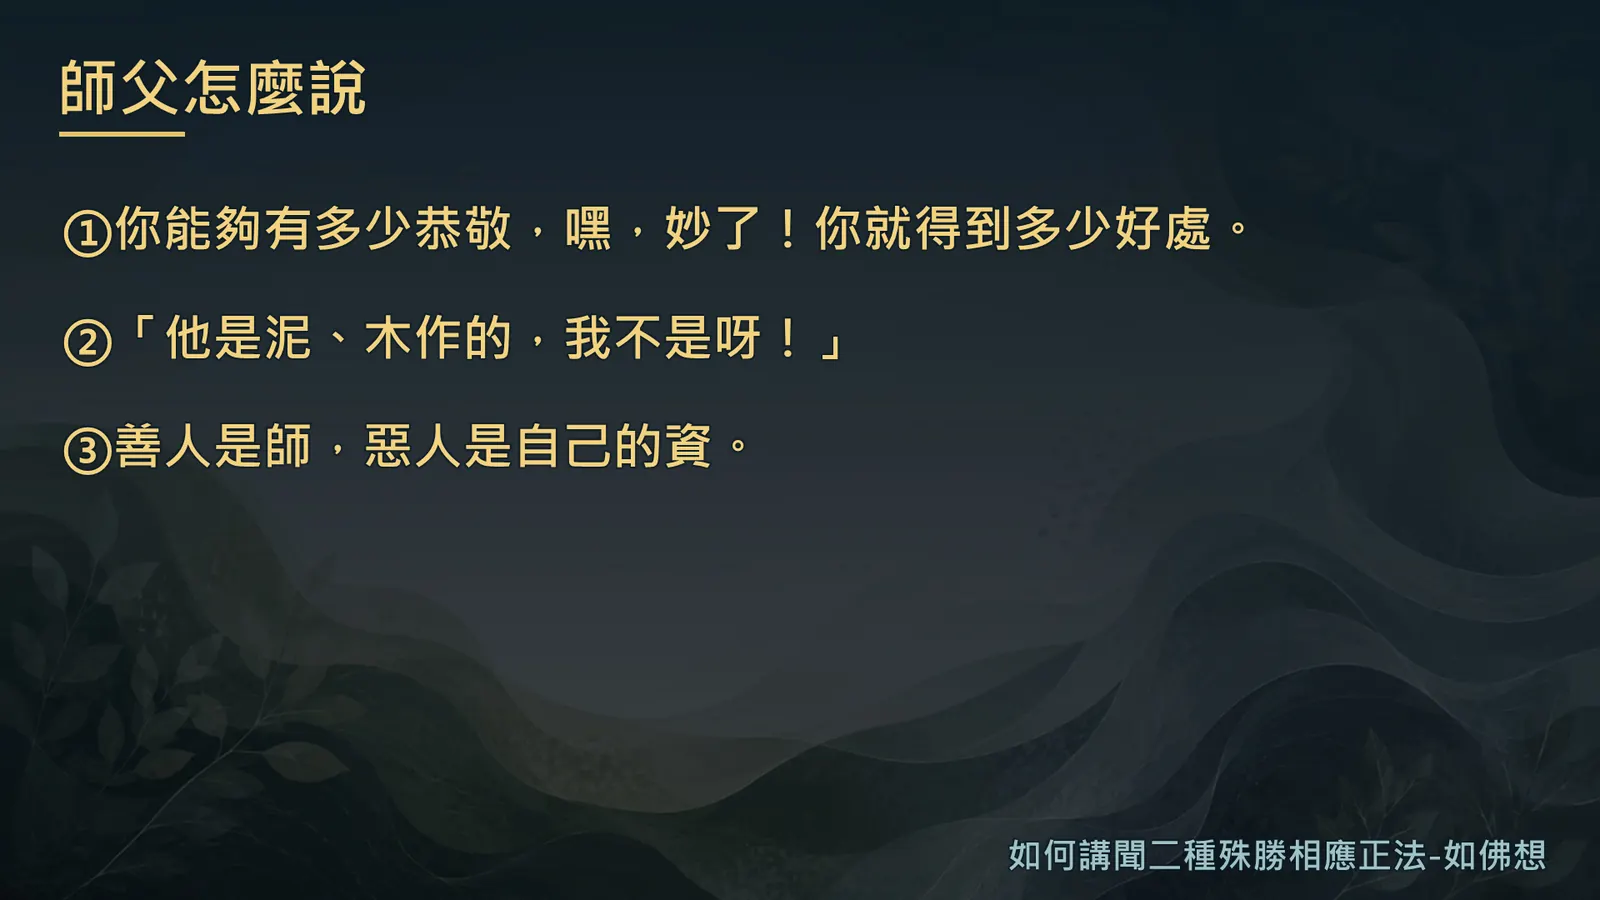 師父怎麼說
①你能夠有多少恭敬，嘿，妙了！你就得到多少好處。
②「他是泥、木作的，我不是呀！」
③善人是師，惡人是自己的資。
如何講聞二種殊勝相應正法-如佛想